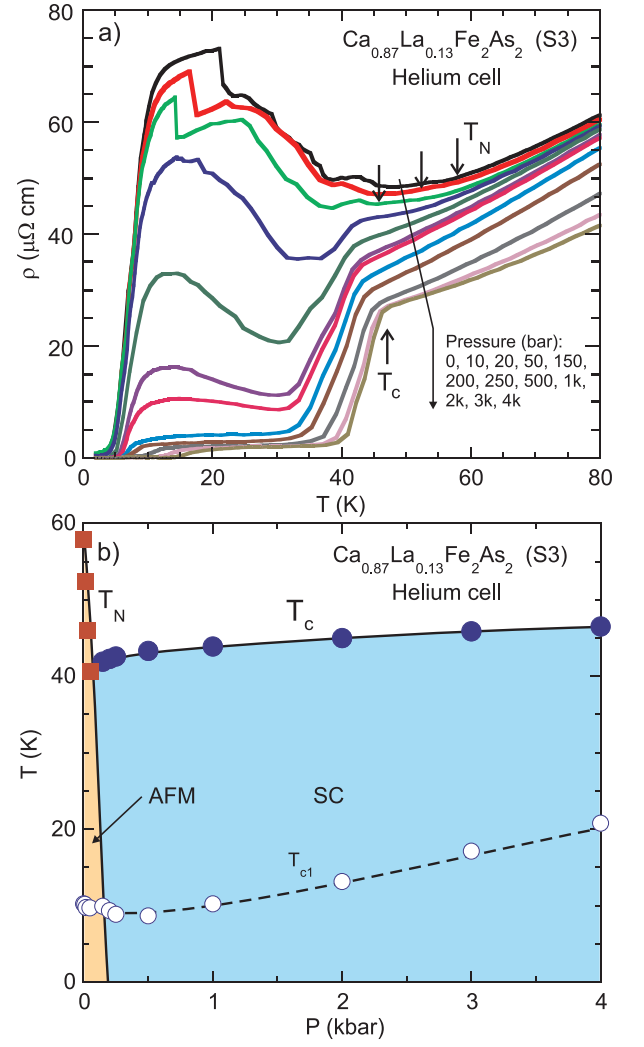 a)
Ca0.87La0.13Fe2As2 (S3)
Helium cell
TN
Tc
Pressure (bar):
0, 10, 20, 50, 150,
200, 250, 500, 1k,
2k, 3k, 4k
ρ (μΩ cm)
80
60
40
20
0
0 20 40 60 80
T (K)
b)
Ca0.87La0.13Fe2As2 (S3)
Helium cell
TN
Tc
AFM
SC
Tc1
T (K)
60
40
20
0
0 1 2 3 4
P (kbar)